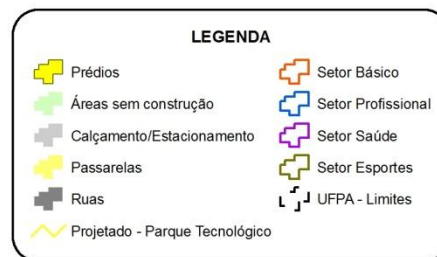 LEGENDA
Prédios
Áreas sem construção
Calçamento/Estacionamento
Passarelas
Ruas
Projetado - Parque Tecnológico
Setor Básico
Setor Profissional
Setor Saúde
Setor Esportes
UFPA - Limites